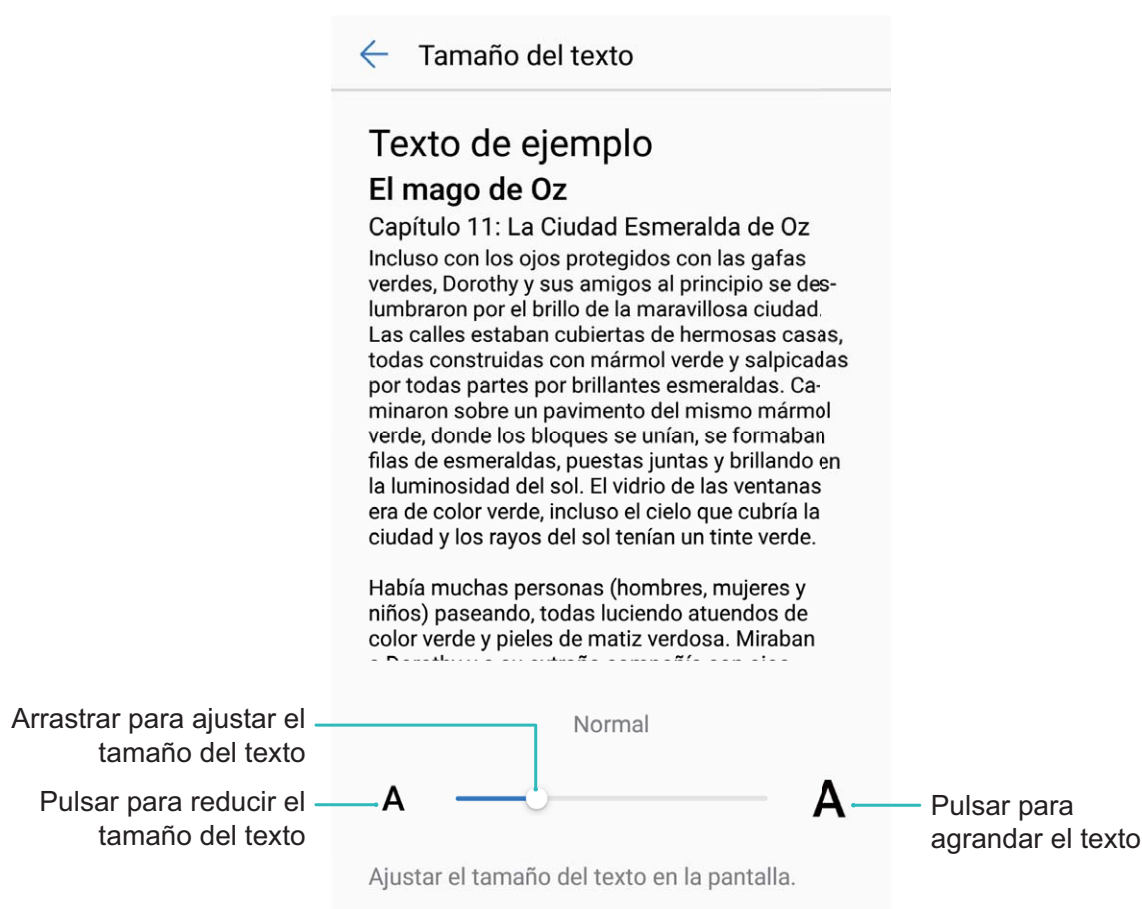 Tamaño del texto
Texto de ejemplo
El mago de Oz
Capítulo 11: La Ciudad Esmeralda de Oz
Incluso con los ojos protegidos con las gafas
verdes, Dorothy y sus amigos al principio se des-
lumbraron por el brillo de la maravillosa ciudad.
Las calles estaban cubiertas de hermosas casas,
todas construidas con mármol verde y salpicadas
por todas partes por brillantes esmeraldas. Ca-
minaron sobre un pavimento del mismo mármol
verde, donde los bloques se unían, se formaban
filas de esmeraldas, puestas juntas y brillando en
la luminosidad del sol. El vidrio de las ventanas
era de color verde, incluso el cielo que cubría la
ciudad y los rayos del sol tenían un tinte verde.
Había muchas personas (hombres, mujeres y
niños) paseando, todas luciendo atuendos de
color verde y pieles de matiz verdosa. Miraban
Normal
Arrastrar para ajustar el
tamaño del texto
Pulsar para reducir el
tamaño del texto
A
A
Pulsar para
agrandar el texto
Ajustar el tamaño del texto en la pantalla.